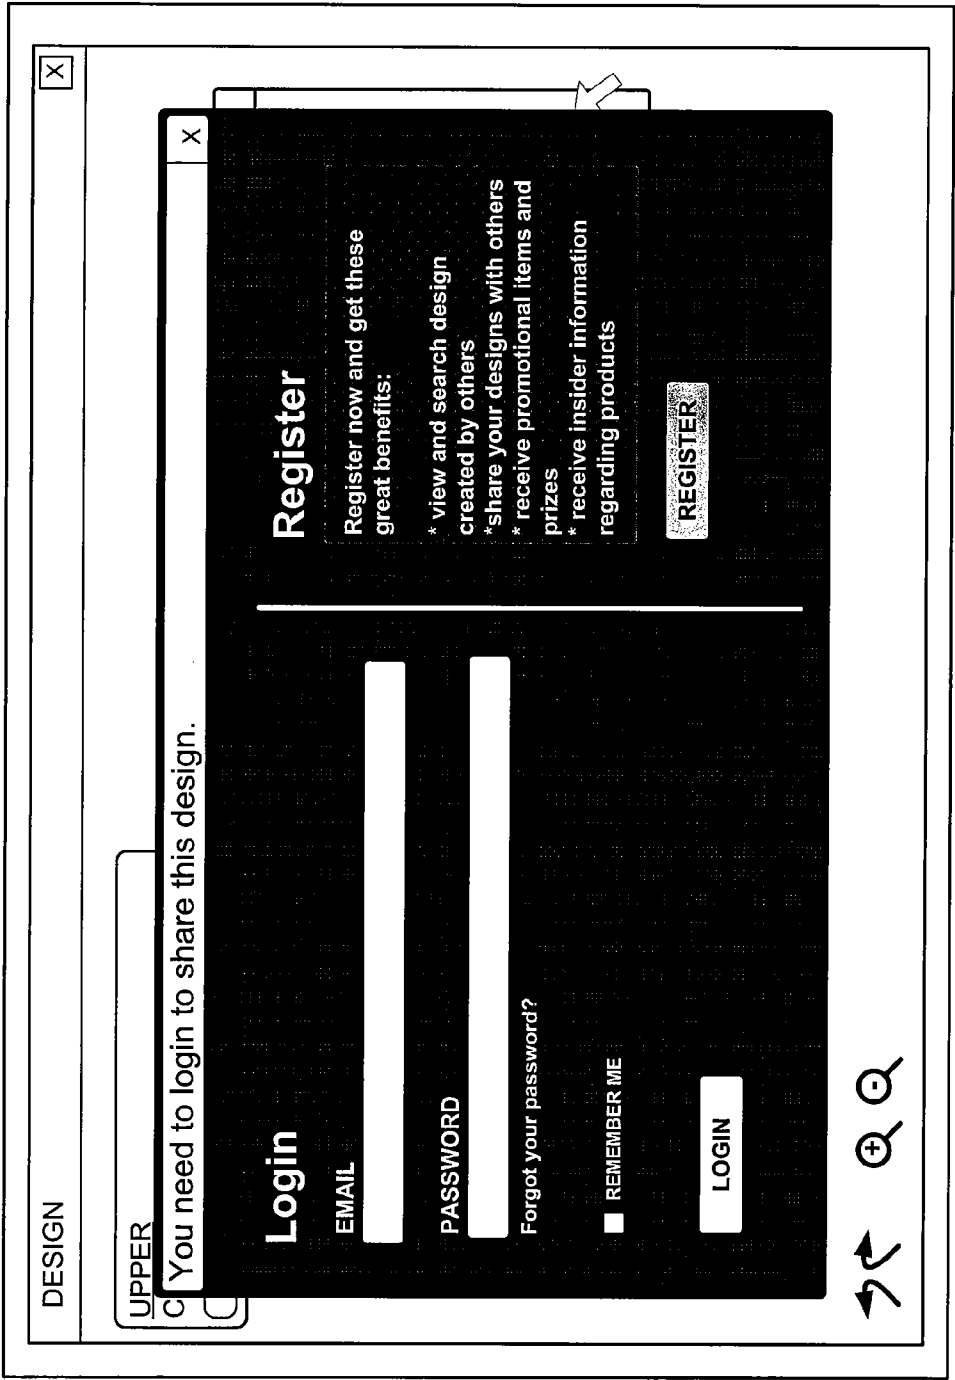 DESIGN
X
UPPER
C
You need to login to share this design.
X
Login
EMAIL
PASSWORD
Forgot your password?
REMEMBER ME
LOGIN
Register
Register now and get these
great benefits:
* view and search design
created by others
*share your designs with others
* receive promotional items and
prizes
* receive insider information
regarding products
REGISTER